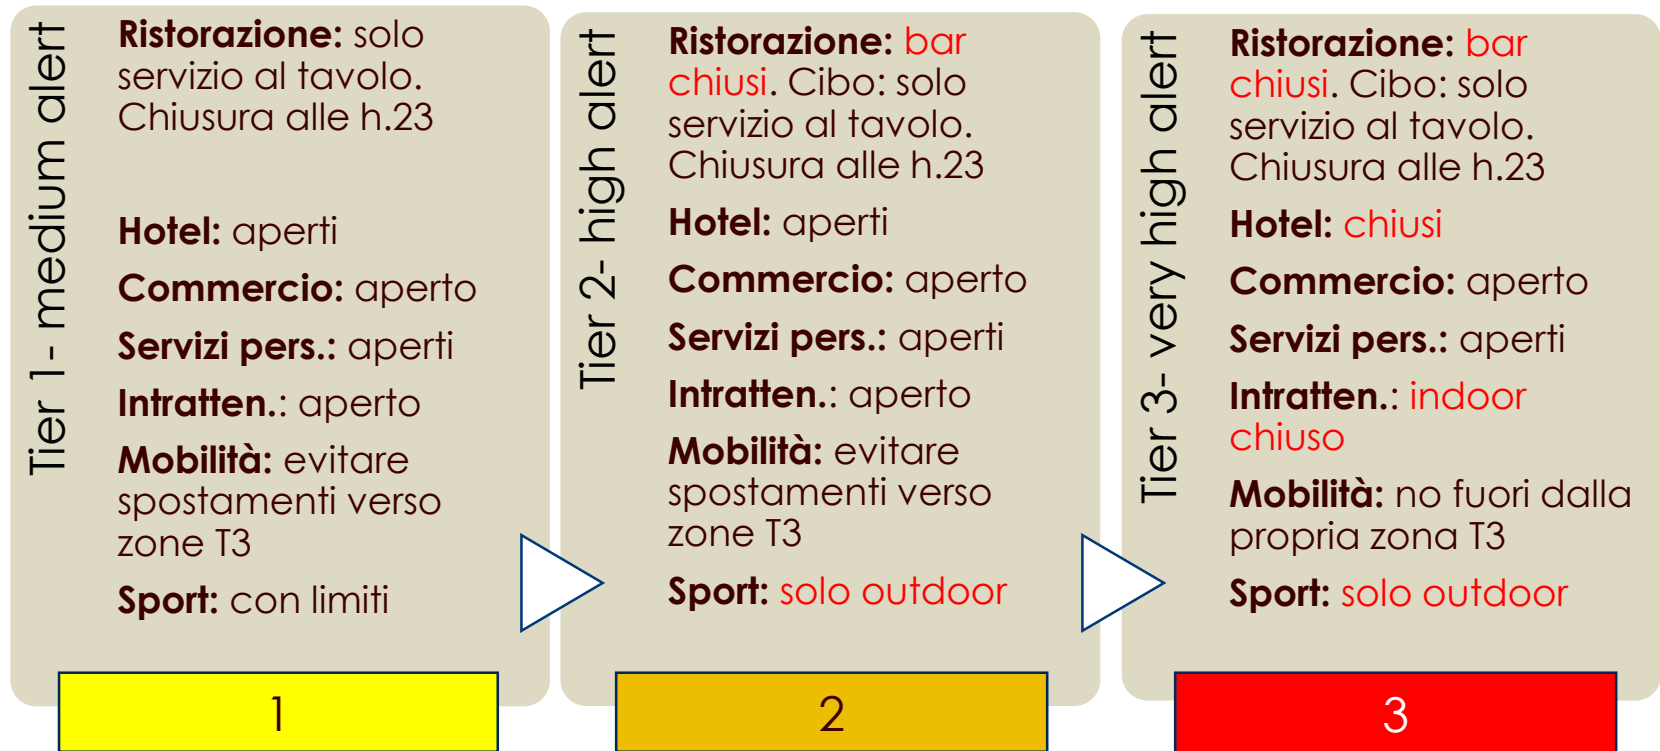 Tier 1- medium alert
Ristorazione: solo
servizio al tavolo.
Chiusura alle h.23
Hotel: aperti
Commercio: aperto
Servizi pers.: aperti
Intratten.: aperto
Mobilità: evitare
spostamenti verso
zone T3
Sport: con limiti
1
Tier 2- high alert
Ristorazione: bar
chiusi. Cibo: solo
servizio al tavolo.
Chiusura alle h.23
Hotel: aperti
Commercio: aperto
Servizi pers.: aperti
Intratten.: aperto
Mobilità: evitare
spostamenti verso
zone T3
Sport: solo outdoor
2
Tier 3- very high alert
Ristorazione: bar
chiusi. Cibo: solo
servizio al tavolo.
Chiusura alle h.23
Hotel: chiusi
Commercio: aperto
Servizi pers.: aperti
Intratten.: indoor
chiuso
Mobilità: no fuori dalla
propria zona T3
Sport: solo outdoor
3